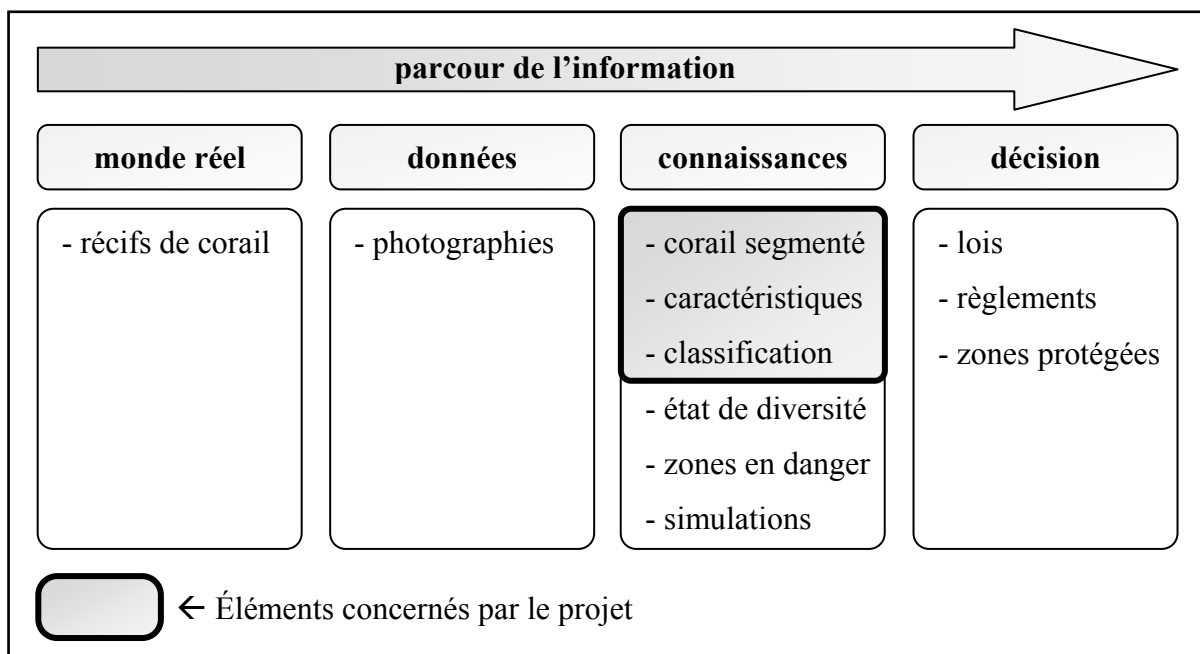 parcour de l’information
monde réel
données
connaissances
décision
- récifs de corail
- photographies
- corail segmenté
- caractéristiques
- classification
- état de diversité
- zones en danger
- simulations
- lois
- règlements
- zones protégées
← Éléments concernés par le projet